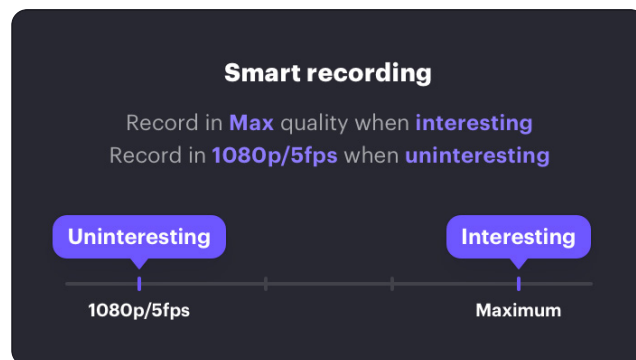 Smart recording
Record in Max quality when interesting
Record in 1080p/5fps when uninteresting
Uninteresting
Interesting
1080p/5fps
Maximum